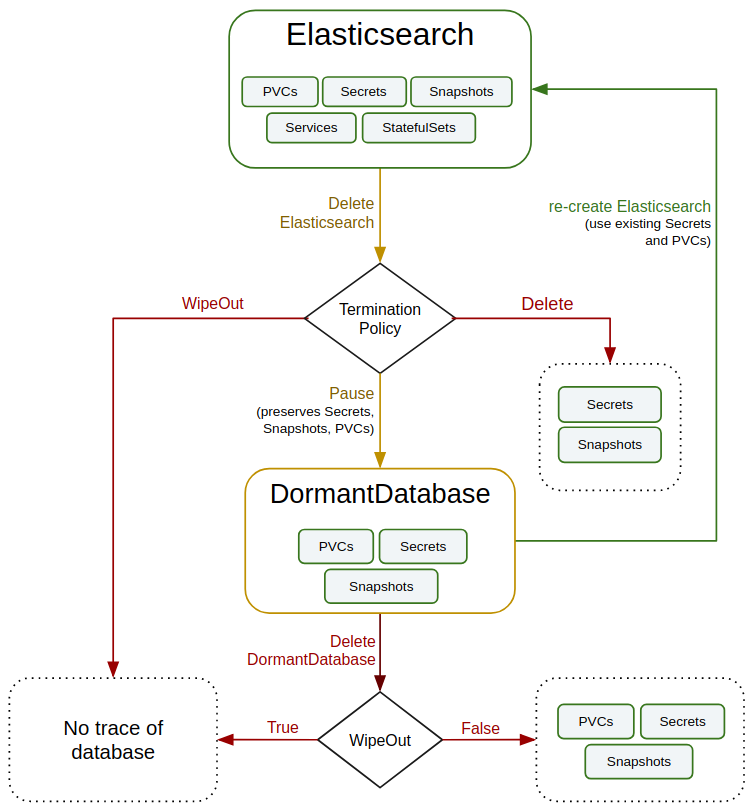 Elasticsearch
PVCs
Secrets
Snapshots
Services
StatefulSets
Delete
Elasticsearch
re-create Elasticsearch
(use existing Secrets
and PVCs)
WipeOut
Termination
Policy
Delete
Secrets
Snapshots
Pause
(preserves Secrets,
Snapshots, PVCs)
DormantDatabase
PVCs
Secrets
Snapshots
Delete
DormantDatabase
No trace of
database
True
WipeOut
False
PVCs
Secrets
Snapshots